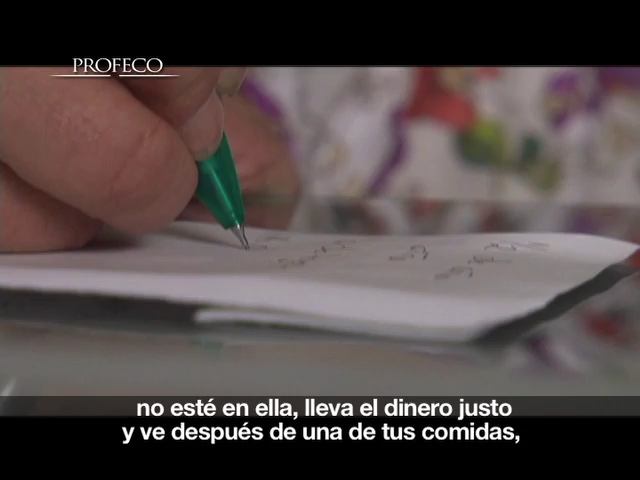 PROFECO
no esté en ella, lleva el dinero justo
y ve después de una de tus comidas,